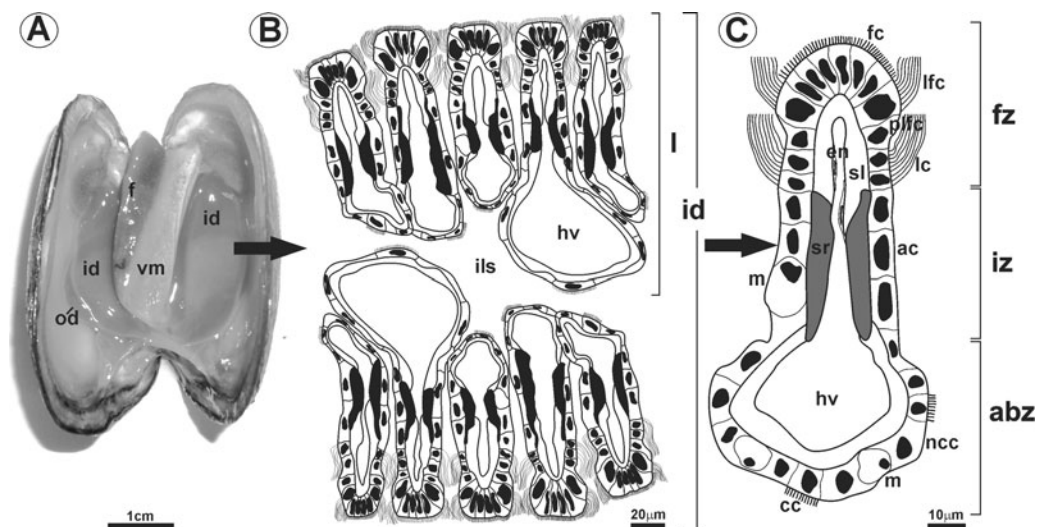 A
f
id
id
vm
od
1cm
B
hv
ils
l
id
20μm
C
fc
lfc
plfc
lc
en
sl
sr
ac
m
hv
ncc
m
cc
fz
iz
abz
10μm